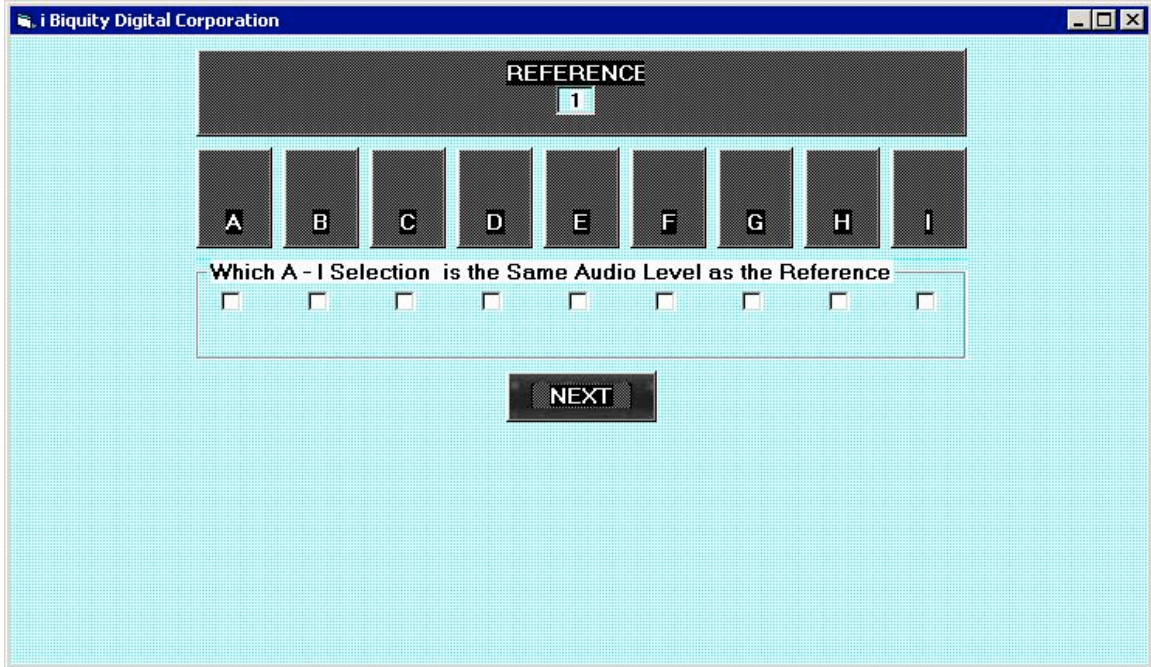 i Biquity Digital Corporation
REFERENCE
1
A B C D E F G H I
Which A - I Selection is the Same Audio Level as the Reference
NEXT